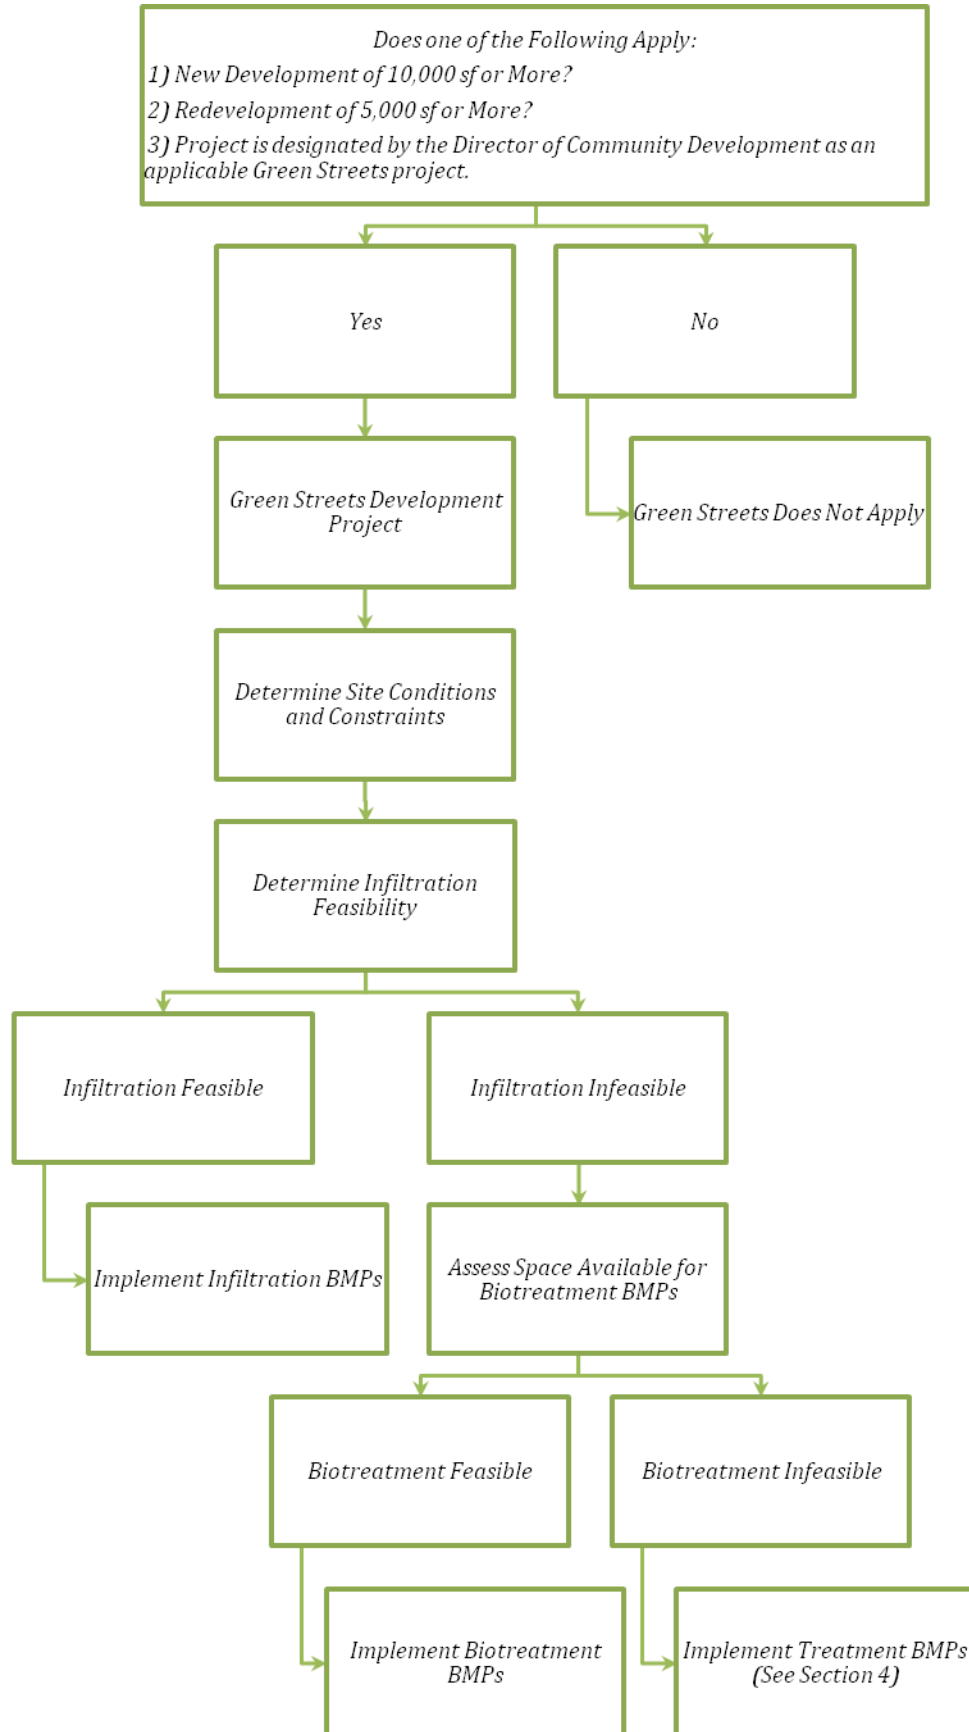 Does one of the Following Apply:
1) New Development of 10,000 sf or More?
2) Redevelopment of 5,000 sf or More?
3) Project is designated by the Director of Community Development as an
applicable Green Streets project.
Yes
No
Green Streets Development
Project
Green Streets Does Not Apply
Determine Site Conditions
and Constraints
Determine Infiltration
Feasibility
Infiltration Feasible
Infiltration Infeasible
Implement Infiltration BMPs
Assess Space Available for
Biotreatment BMPs
Biotreatment Feasible
Biotreatment Infeasible
Implement Biotreatment
BMPs
Implement Treatment BMPs
(See Section 4)